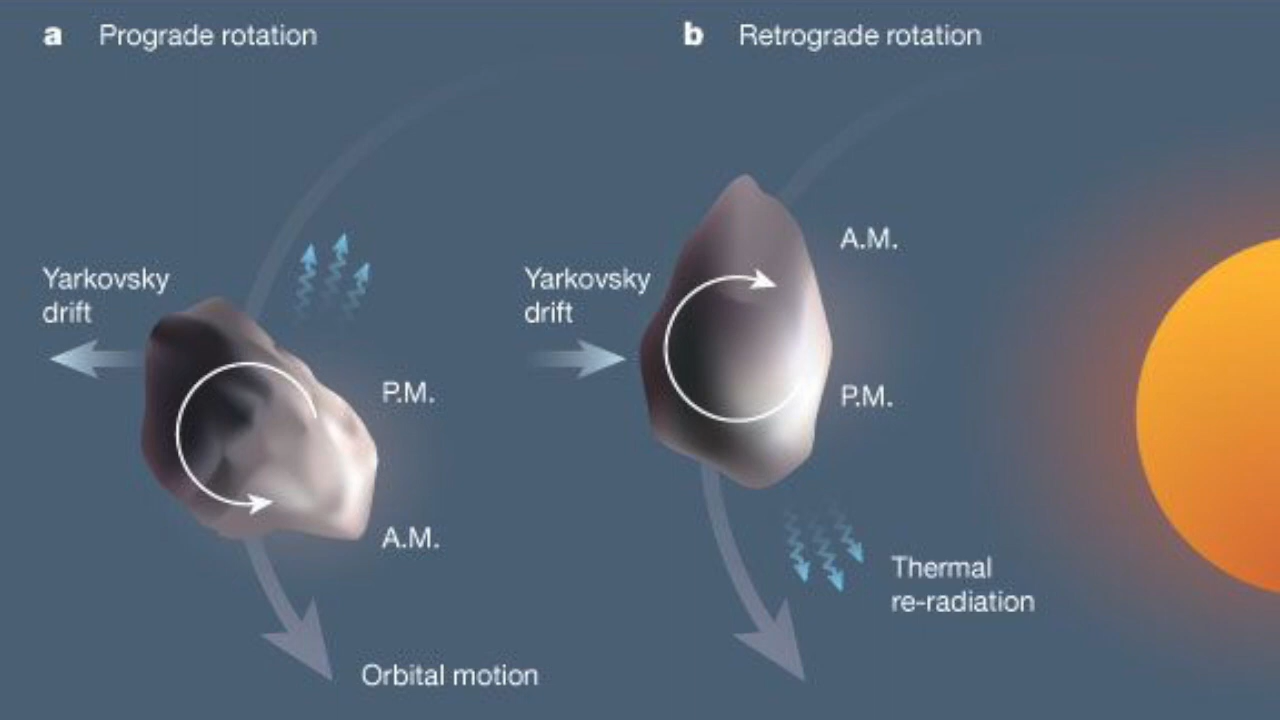 a Prograde rotation
b Retrograde rotation
Yarkovsky
drift
P.M.
A.M.
Orbital motion
Yarkovsky
drift
A.M.
P.M.
Thermal
re-radiation